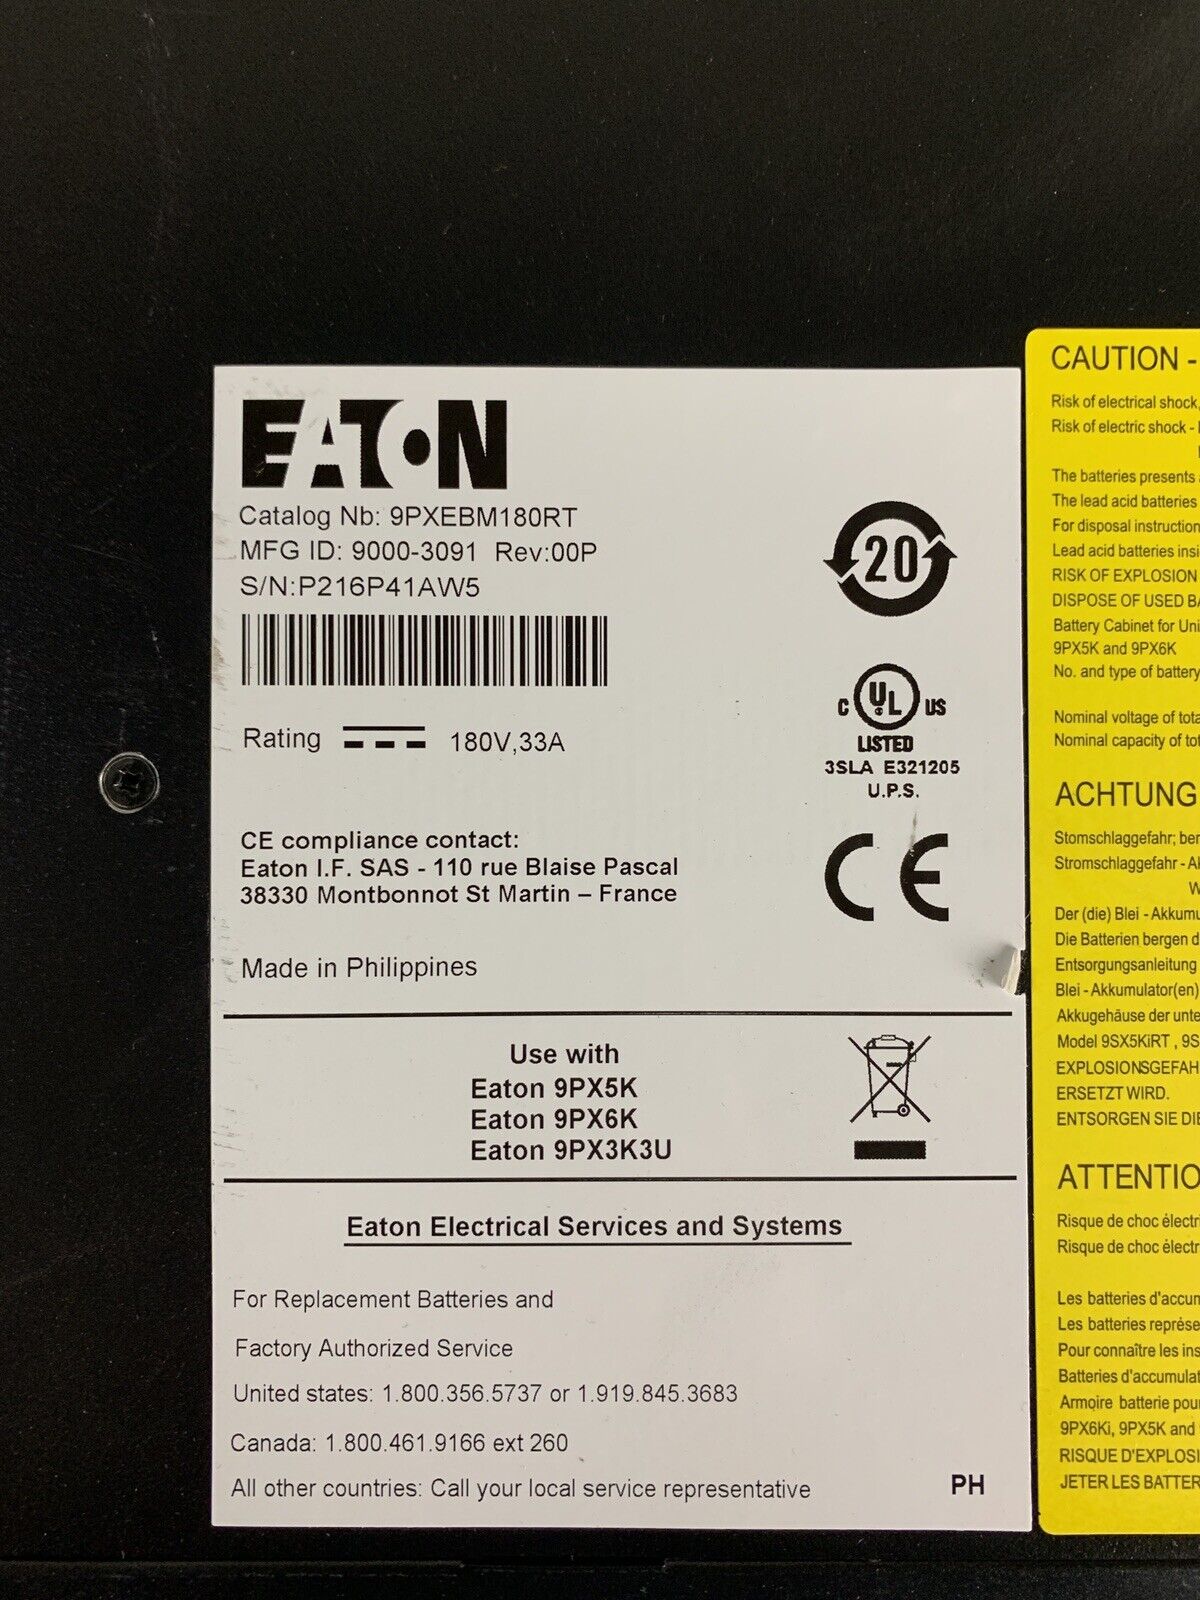 EATON
Catalog Nb: 9PXEBM180RT
MFG ID: 9000-3091 Rev:00P
S/N:P216P41AW5
20
Rating 180V,33A
C UL US
LISTED
3SLA E321205
U.P.S.
CE compliance contact:
Eaton I.F. SAS - 110 rue Blaise Pascal
38330 Montbonnot St Martin – France
CE
Made in Philippines
Use with
Eaton 9PX5K
Eaton 9PX6K
Eaton 9PX3K3U
Eaton Electrical Services and Systems
For Replacement Batteries and
Factory Authorized Service
United states: 1.800.356.5737 or 1.919.845.3683
Canada: 1.800.461.9166 ext 260
All other countries: Call your local service representative
PH
CAUTION -
Risk of electrical shock,
Risk of electric shock -
The batteries presents
The lead acid batteries
For disposal instruction
Lead acid batteries insi
RISK OF EXPLOSION
DISPOSE OF USED BA
Battery Cabinet for Uni
9PX5K and 9PX6K
No. and type of battery
Nominal voltage of tota
Nominal capacity of tot
ACHTUNG
Stomschlaggefahr; ber
Stromschlaggefahr - Al
W
Der (die) Blei - Akkumu
Die Batterien bergen d
Entsorgungsanleitung
Blei - Akkumulator(en)
Akkugehäuse der unte
Model 9SX5KiRT , 9S
EXPLOSIONSGEFAH
ERSETZT WIRD.
ENTSORGEN SIE DIE
ATTENTIO
Risque de choc électri
Risque de choc électr
Les batteries d'accum
Les batteries représe
Pour connaître les ins
Batteries d'accumulat
Armoire batterie pour
9PX6Ki, 9PX5K and
RISQUE D'EXPLOSI
JETER LES BATTER